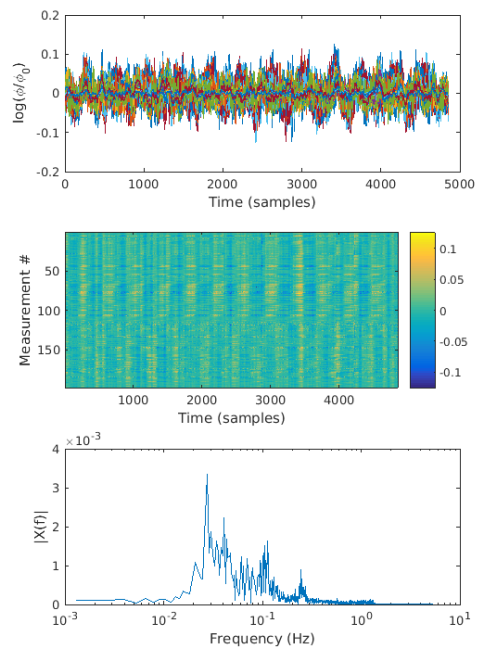 0.2
0.1
0
-0.1
-0.2
log(ϕ/ϕ0)
0 1000 2000 3000 4000 5000
Time (samples)
50
100
150
Measurement #
1000 2000 3000 4000
Time (samples)
0.1
0.05
0
-0.05
-0.1
×10-3
4
3
2
1
0
|X(f)|
10-3 10-2 10-1 100 101
Frequency (Hz)